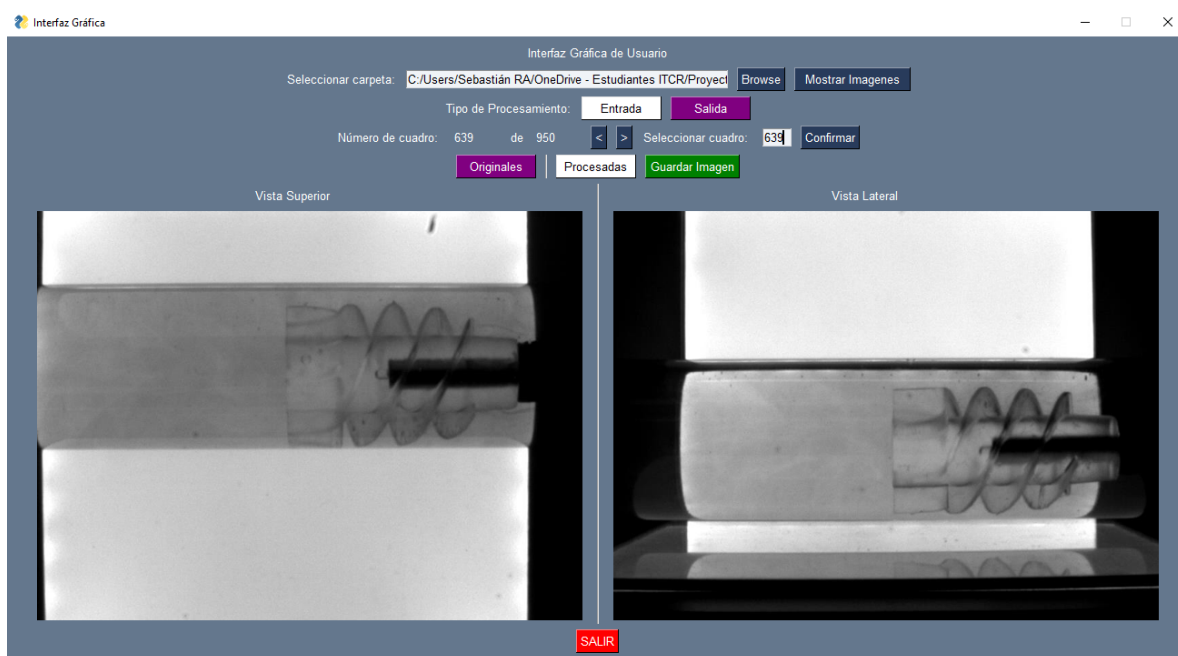 Interfaz Gráfica
Interfaz Gráfica de Usuario
Seleccionar carpeta: C:/Users/Sebastián RA/OneDrive - Estudiantes ITCR/Proyect Browse Mostrar Imagenes
Tipo de Procesamiento: Entrada Salida
Número de cuadro: 639 de 950 < > Seleccionar cuadro: 639 Confirmar
Originales Procesadas Guardar Imagen
Vista Superior Vista Lateral
SALIR